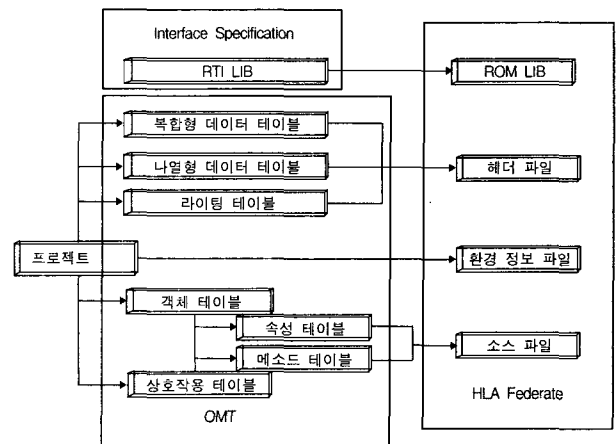 Interface Specification
RTI LIB
ROM LIB
복합형 데이터 테이블
나열형 데이터 테이블
헤더 파일
라이팅 테이블
프로젝트
환경 정보 파일
객체 테이블
속성 테이블
메소드 테이블
소스 파일
상호작용 테이블
OMT
HLA Federate